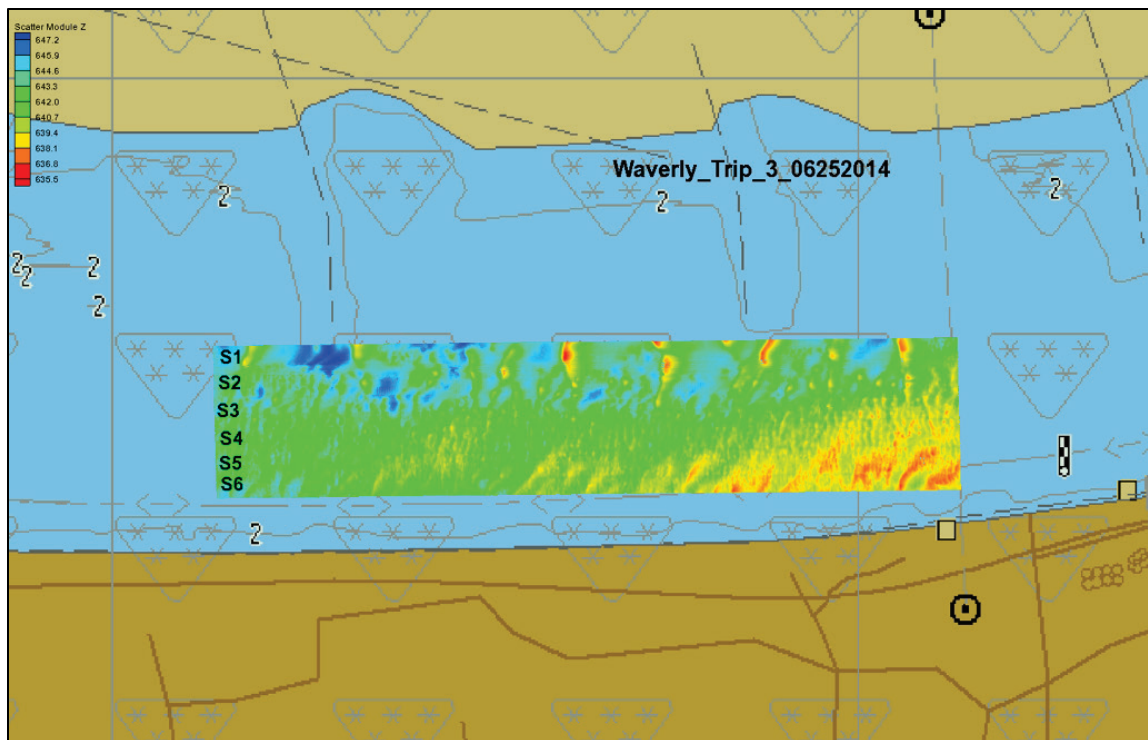 Scatter Module Z
647.2
645.9
644.6
643.3
642.0
640.7
639.4
638.1
636.8
635.5
Waverly_Trip_3_06252014
2
2
2
2
2
2
2
S1
S2
S3
S4
S5
S6
2